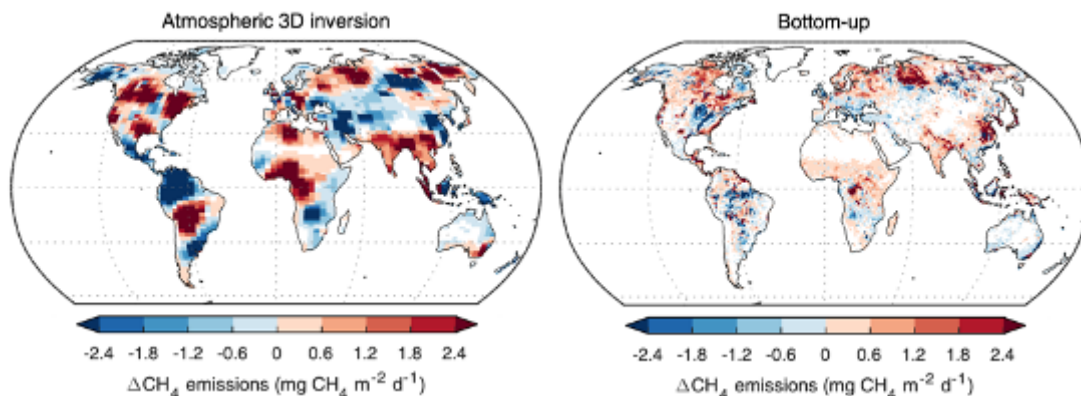 Atmospheric 3D inversion
Bottom-up
-2.4 -1.8 -1.2 -0.6 0 0.6 1.2 1.8 2.4
-2.4 -1.8 -1.2 -0.6 0 0.6 1.2 1.8 2.4
ΔCH₄ emissions (mg CH₄ m⁻² d⁻¹)
ΔCH₄ emissions (mg CH₄ m⁻² d⁻¹)